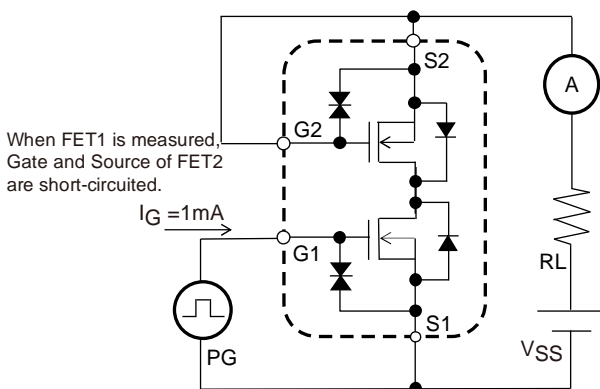 S2
A
G2
When FET1 is measured,
Gate and Source of FET2
are short-circuited.
IG =1mA
G1
RL
S1
VSS
PG